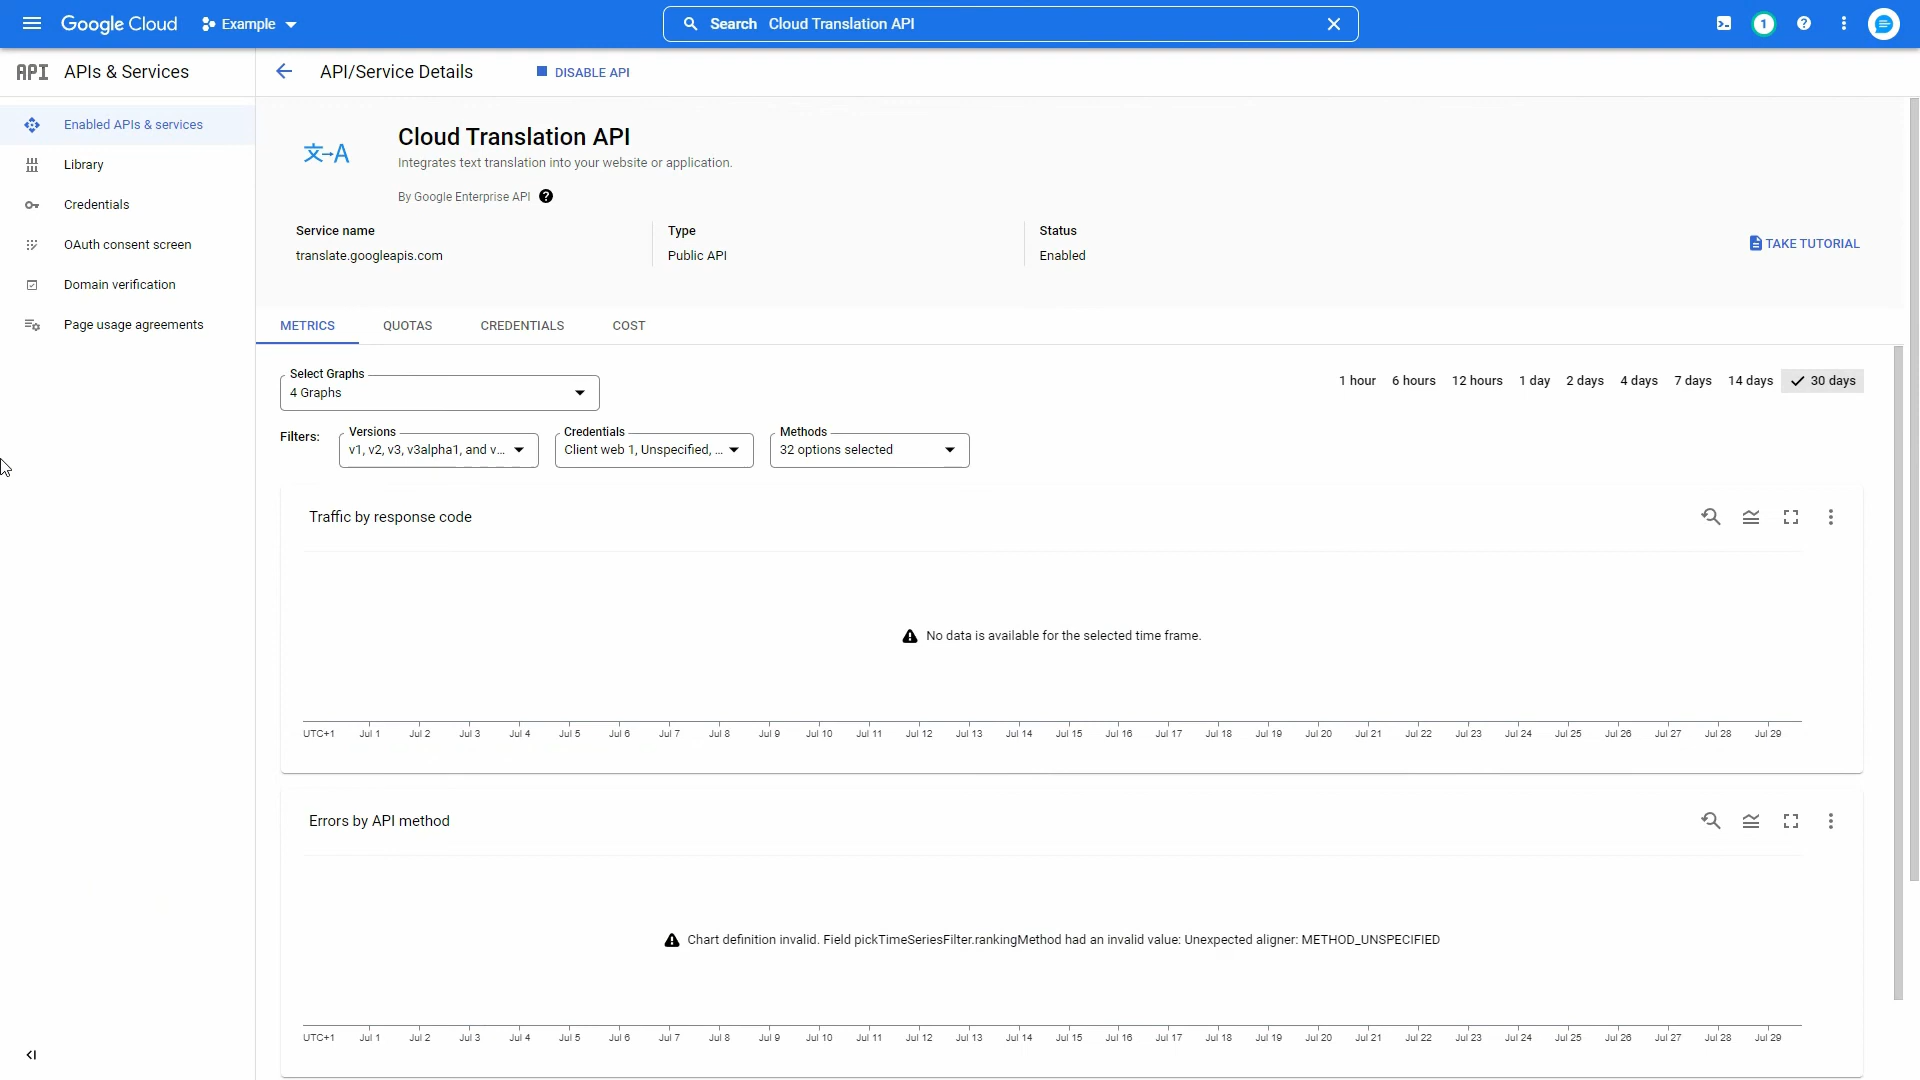 Google Cloud
Example
Search Cloud Translation API
1
API APIs & Services
API/Service Details
DISABLE API
Enabled APIs & services
Library
Credentials
OAuth consent screen
Domain verification
Page usage agreements
文→A
Cloud Translation API
Integrates text translation into your website or application.
By Google Enterprise API
Service name
translate.googleapis.com
Type
Public API
Status
Enabled
TAKE TUTORIAL
METRICS QUOTAS CREDENTIALS COST
Select Graphs
4 Graphs
1 hour 6 hours 12 hours 1 day 2 days 4 days 7 days 14 days 30 days
Filters:
Versions
v1, v2, v3, v3alpha1, and v...
Credentials
Client web 1, Unspecified, ...
Methods
32 options selected
Traffic by response code
No data is available for the selected time frame.
UTC+1 Jul 1 Jul 2 Jul 3 Jul 4 Jul 5 Jul 6 Jul 7 Jul 8 Jul 9 Jul 10 Jul 11 Jul 12 Jul 13 Jul 14 Jul 15 Jul 16 Jul 17 Jul 18 Jul 19 Jul 20 Jul 21 Jul 22 Jul 23 Jul 24 Jul 25 Jul 26 Jul 27 Jul 28 Jul 29
Errors by API method
Chart definition invalid. Field pickTimeSeriesFilter.rankingMethod had an invalid value: Unexpected aligner: METHOD_UNSPECIFIED
UTC+1 Jul 1 Jul 2 Jul 3 Jul 4 Jul 5 Jul 6 Jul 7 Jul 8 Jul 9 Jul 10 Jul 11 Jul 12 Jul 13 Jul 14 Jul 15 Jul 16 Jul 17 Jul 18 Jul 19 Jul 20 Jul 21 Jul 22 Jul 23 Jul 24 Jul 25 Jul 26 Jul 27 Jul 28 Jul 29